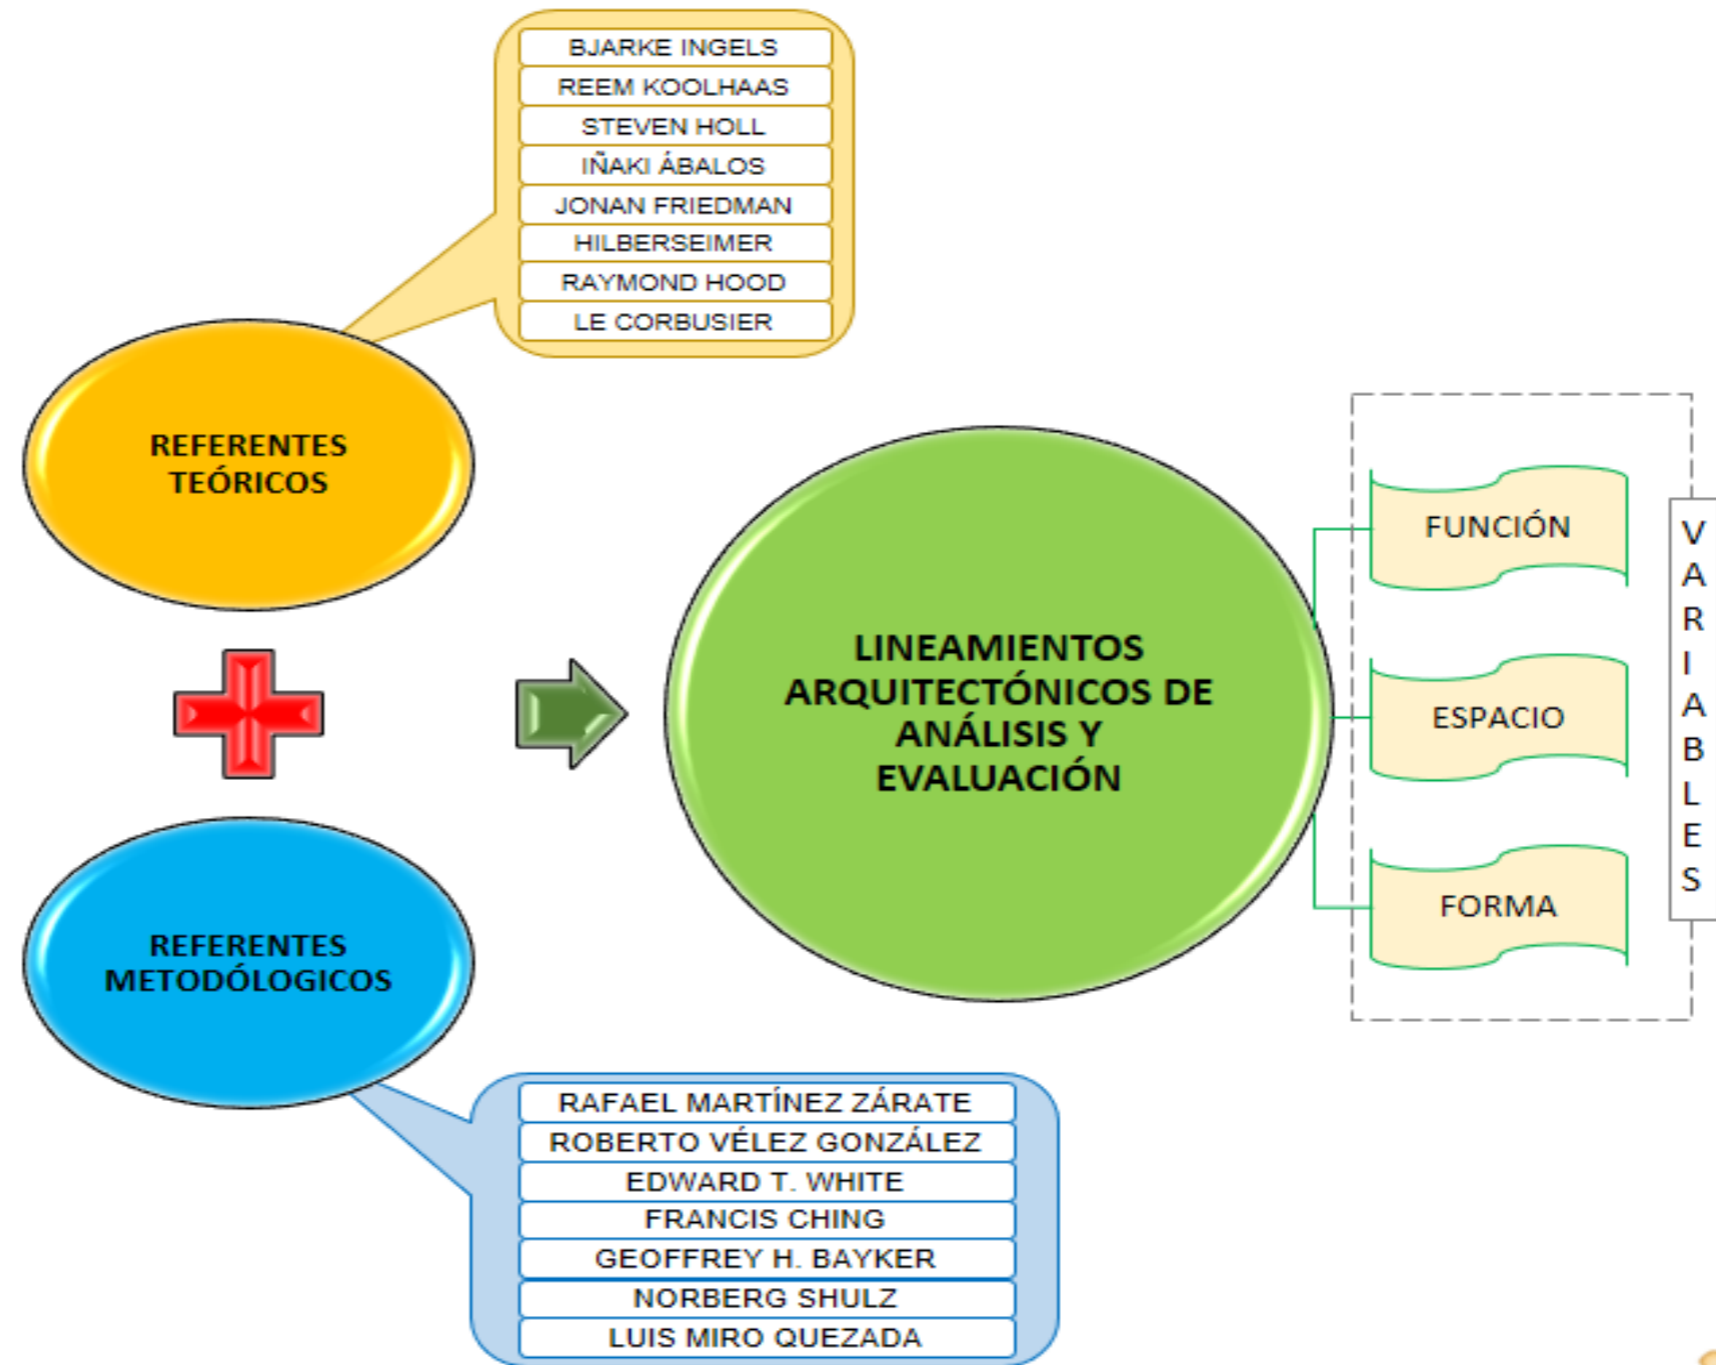 BJARKE INGELS
REEM KOOLHAAS
STEVEN HOLL
IÑAKI ÁBALOS
JONAN FRIEDMAN
HILBERSEIMER
RAYMOND HOOD
LE CORBUSIER
REFERENTES
TEÓRICOS
REFERENTES
METODÓLOGICOS
RAFAEL MARTÍNEZ ZÁRATE
ROBERTO VÉLEZ GONZÁLEZ
EDWARD T. WHITE
FRANCIS CHING
GEOFFREY H. BAYKER
NORBERG SHULZ
LUIS MIRO QUEZADA
LINEAMIENTOS
ARQUITECTÓNICOS DE
ANÁLISIS Y
EVALUACIÓN
FUNCIÓN
ESPACIO
FORMA
VARIABLES